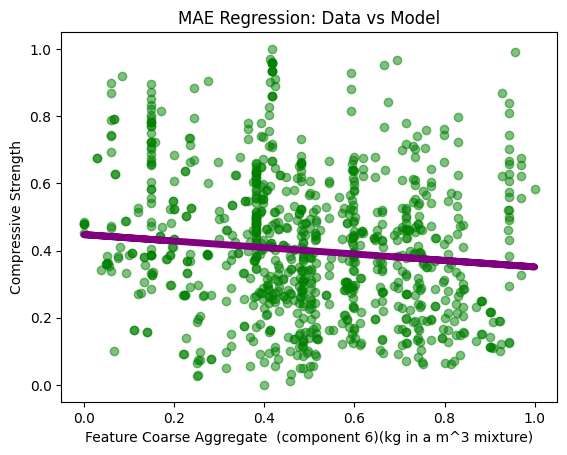 MAE Regression: Data vs Model
Compressive Strength
1.0
0.8
0.6
0.4
0.2
0.0
0.0 0.2 0.4 0.6 0.8 1.0
Feature Coarse Aggregate  (component 6)(kg in a m^3 mixture)